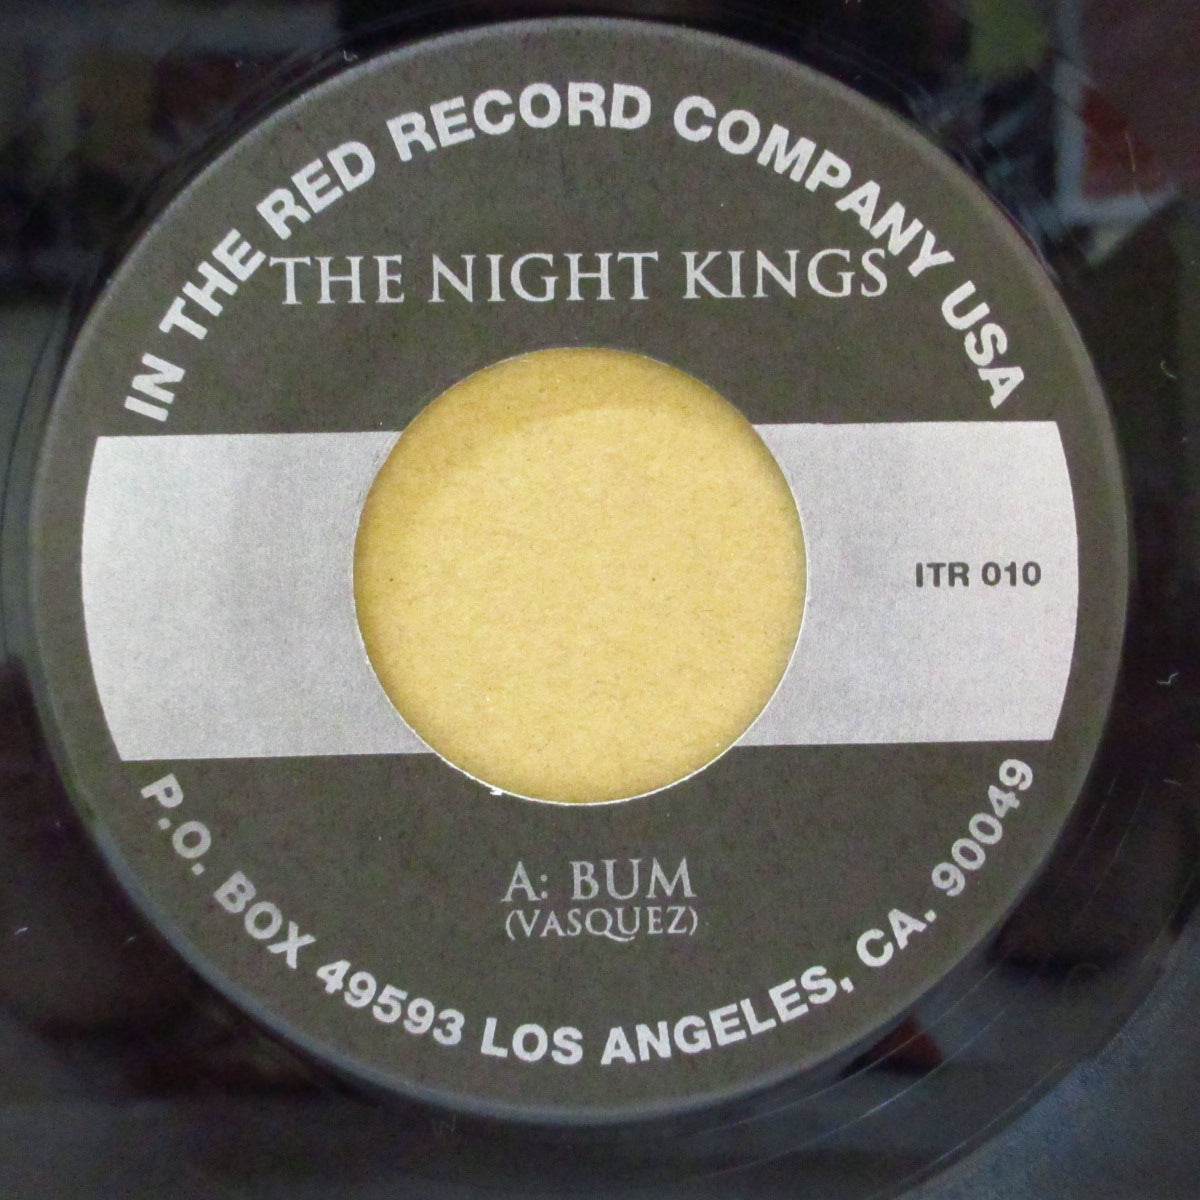 IN THE RED RECORD COMPANY USA
THE NIGHT KINGS
ITR 010
A: BUM
(VASQUEZ)
P.O. BOX 49593 LOS ANGELES, CA. 90049